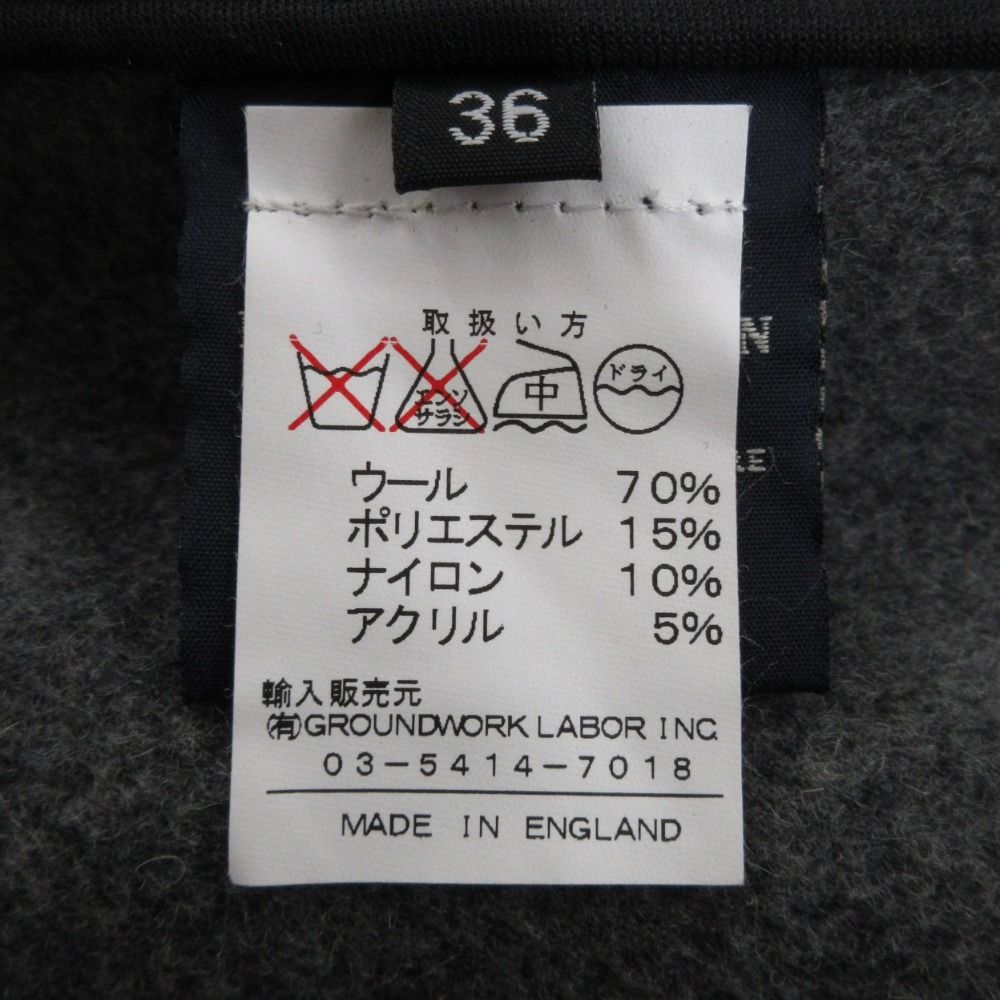 36
取扱い方
エンソ
サラシ
中
ドライ
ウール 70%
ポリエステル 15%
ナイロン 10%
アクリル 5%
輸入販売元
㈲GROUNDWORK LABOR INC.
03-5414-7018
MADE IN ENGLAND